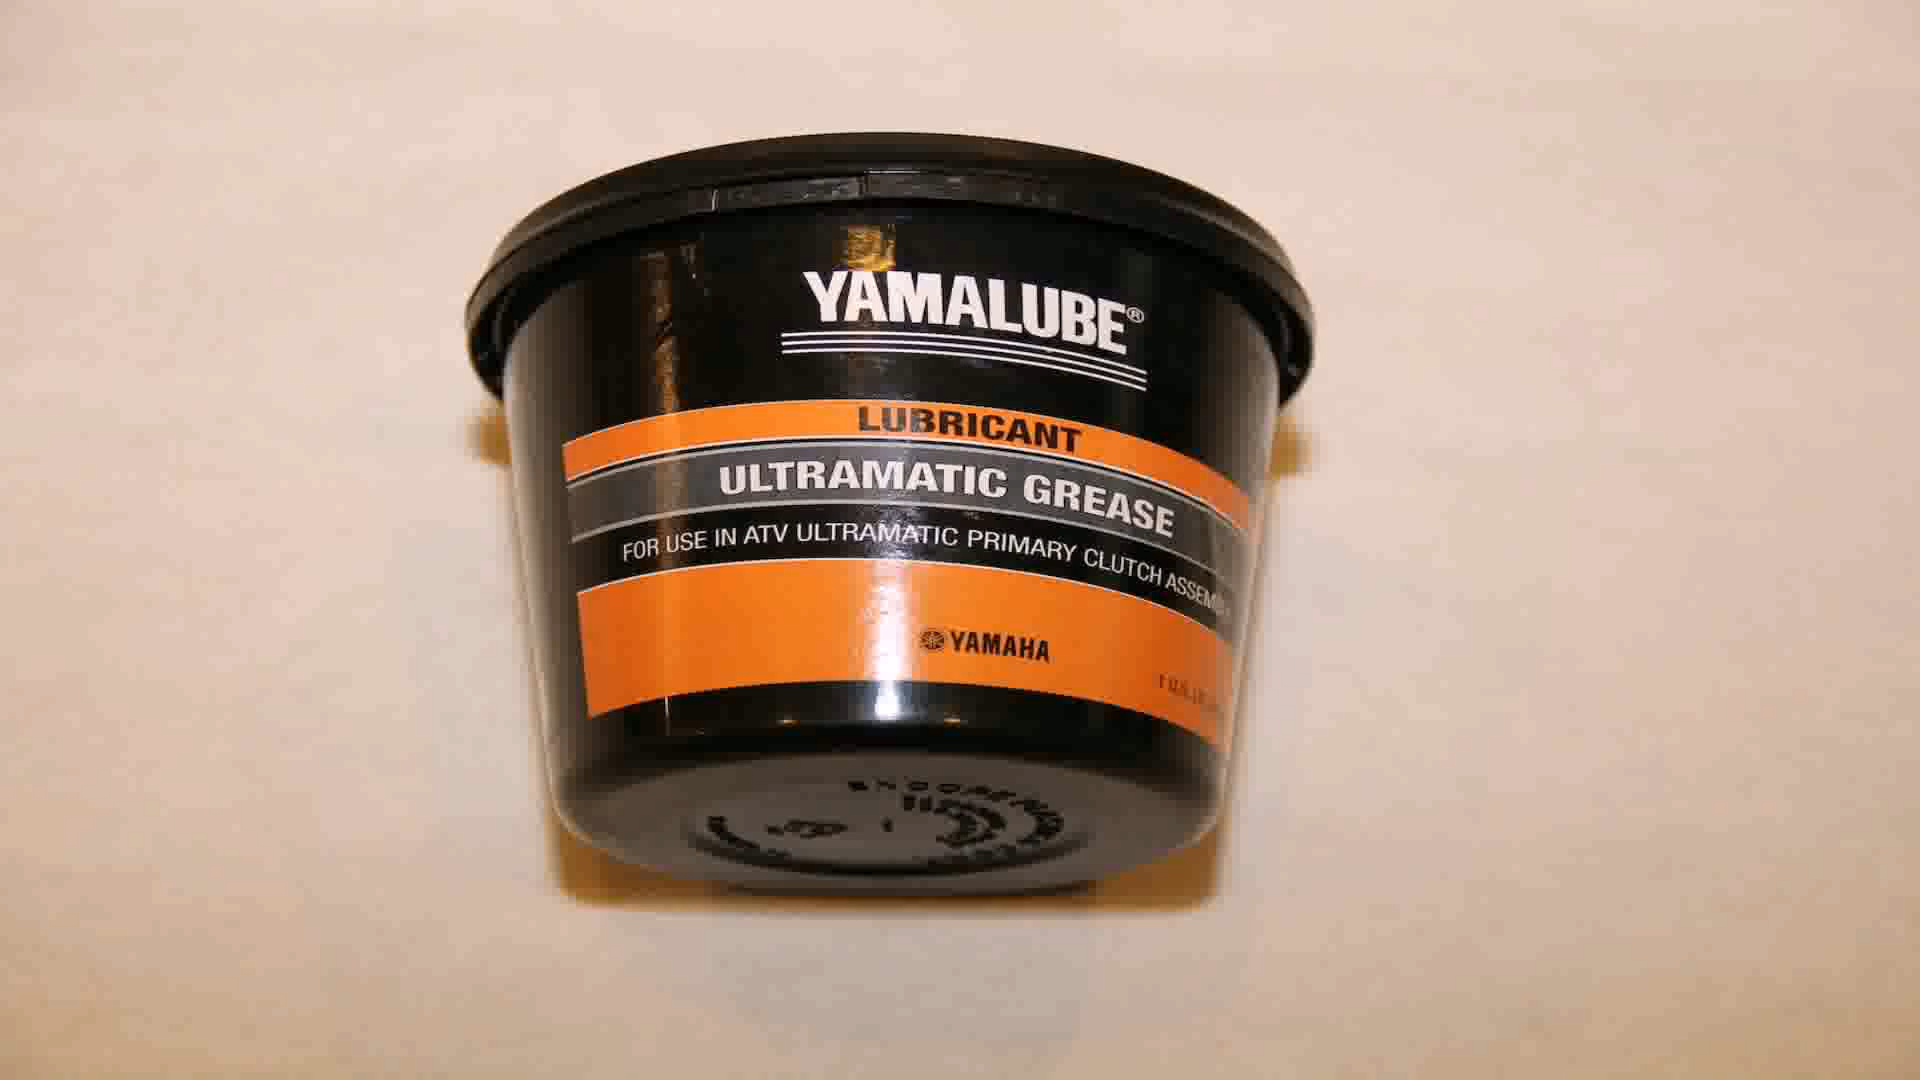 YAMALUBE®
LUBRICANT
ULTRAMATIC GREASE
FOR USE IN ATV ULTRAMATIC PRIMARY CLUTCH
YAMAHA